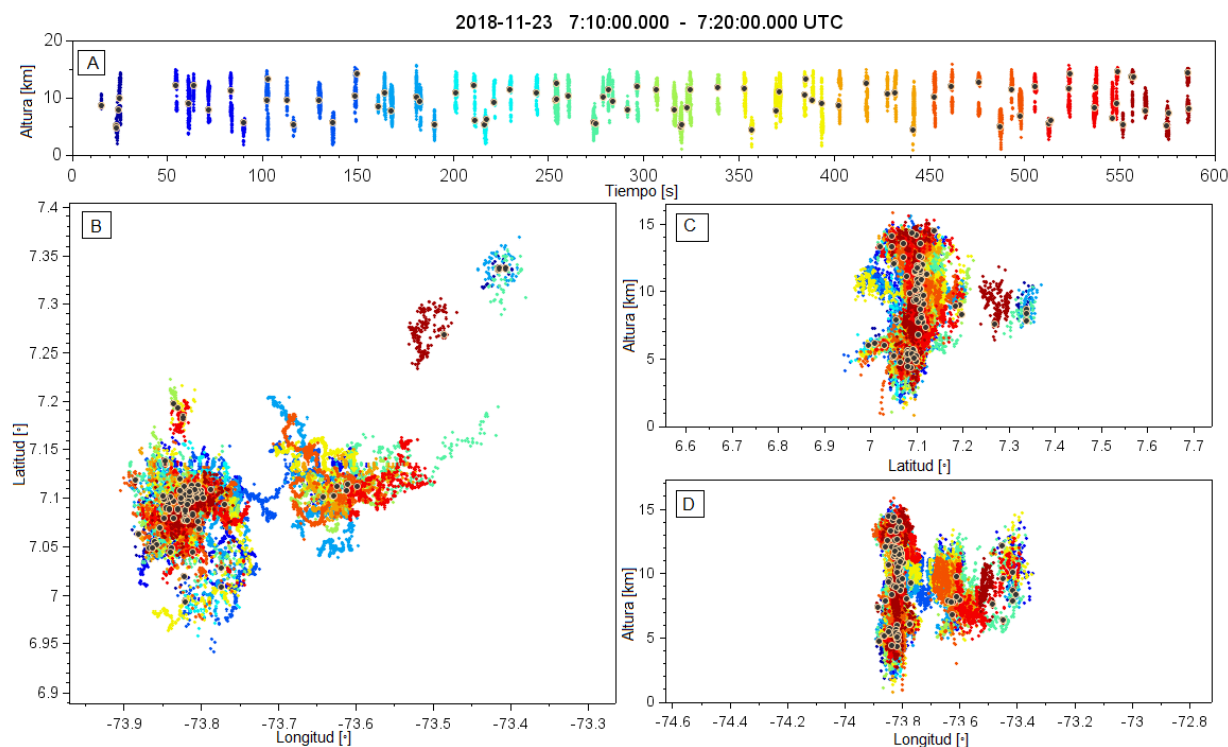 2018-11-23 7:10:00.000 - 7:20:00.000 UTC
A
Altura [km]
20
10
0
0 50 100 150 200 250 300 350 400 450 500 550 600
Tiempo [s]
B
Latitud [°]
7.4
7.35
7.3
7.25
7.2
7.15
7.1
7.05
7
6.95
6.9
-73.9 -73.8 -73.7 -73.6 -73.5 -73.4 -73.3
Longitud [°]
C
Altura [km]
15
10
5
0
6.6 6.7 6.8 6.9 7 7.1 7.2 7.3 7.4 7.5 7.6 7.7
Latitud [°]
D
Altura [km]
15
10
5
0
-74.6 -74.4 -74.2 -74 -73.8 -73.6 -73.4 -73.2 -73 -72.8
Longitud [°]